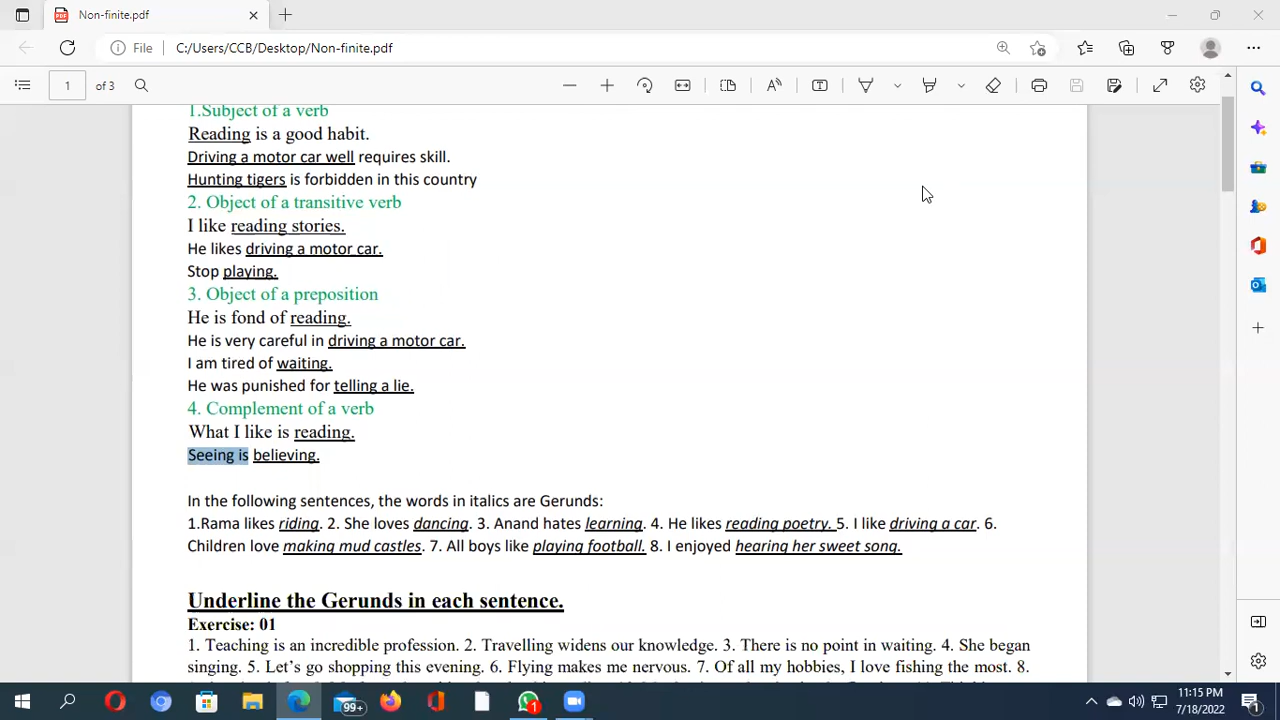 Non-finite.pdf
File C:/Users/CCB/Desktop/Non-finite.pdf
1 of 3
1.Subject of a verb
Reading is a good habit.
Driving a motor car well requires skill.
Hunting tigers is forbidden in this country
2. Object of a transitive verb
I like reading stories.
He likes driving a motor car.
Stop playing.
3. Object of a preposition
He is fond of reading.
He is very careful in driving a motor car.
I am tired of waiting.
He was punished for telling a lie.
4. Complement of a verb
What I like is reading.
Seeing is believing.
In the following sentences, the words in italics are Gerunds:
1.Rama likes riding. 2. She loves dancing. 3. Anand hates learning. 4. He likes reading poetry. 5. I like driving a car. 6.
Children love making mud castles. 7. All boys like playing football. 8. I enjoyed hearing her sweet song.
Underline the Gerunds in each sentence.
Exercise: 01
1. Teaching is an incredible profession. 2. Travelling widens our knowledge. 3. There is no point in waiting. 4. She began
singing. 5. Let's go shopping this evening. 6. Flying makes me nervous. 7. Of all my hobbies, I love fishing the most. 8.
99+
1
11:15 PM
7/18/2022
1